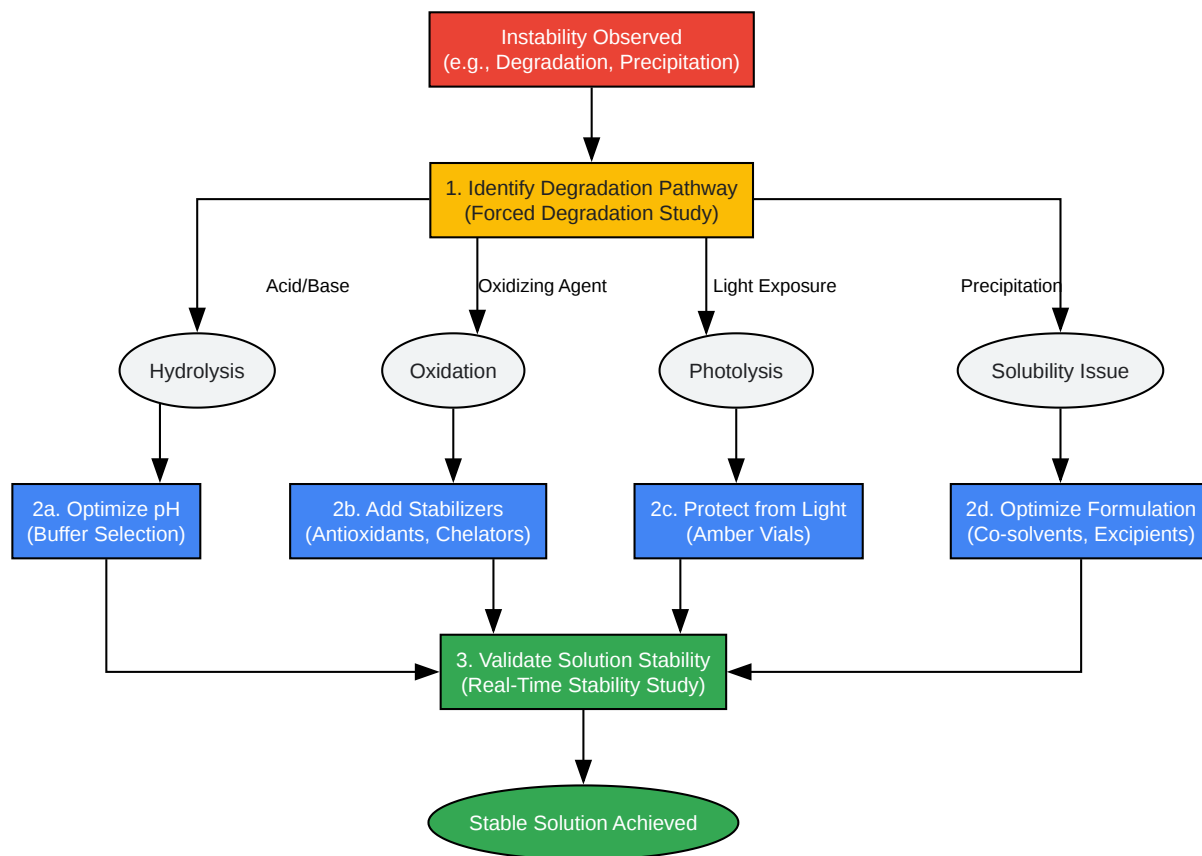 Instability Observed
(e.g., Degradation, Precipitation)
1. Identify Degradation Pathway
(Forced Degradation Study)
Acid/Base
Oxidizing Agent
Light Exposure
Precipitation
Hydrolysis
Oxidation
Photolysis
Solubility Issue
2a. Optimize pH
(Buffer Selection)
2b. Add Stabilizers
(Antioxidants, Chelators)
2c. Protect from Light
(Amber Vials)
2d. Optimize Formulation
(Co-solvents, Excipients)
3. Validate Solution Stability
(Real-Time Stability Study)
Stable Solution Achieved